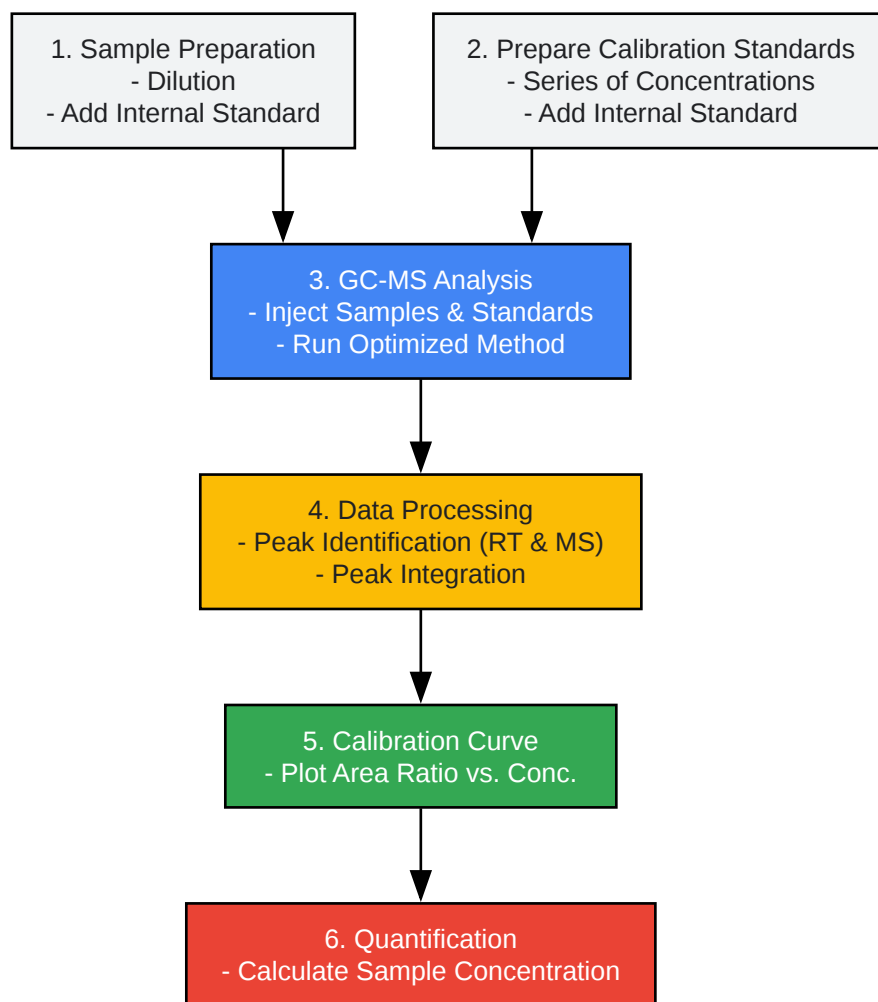 1. Sample Preparation
- Dilution
- Add Internal Standard
2. Prepare Calibration Standards
- Series of Concentrations
- Add Internal Standard
3. GC-MS Analysis
- Inject Samples & Standards
- Run Optimized Method
4. Data Processing
- Peak Identification (RT & MS)
- Peak Integration
5. Calibration Curve
- Plot Area Ratio vs. Conc.
6. Quantification
- Calculate Sample Concentration